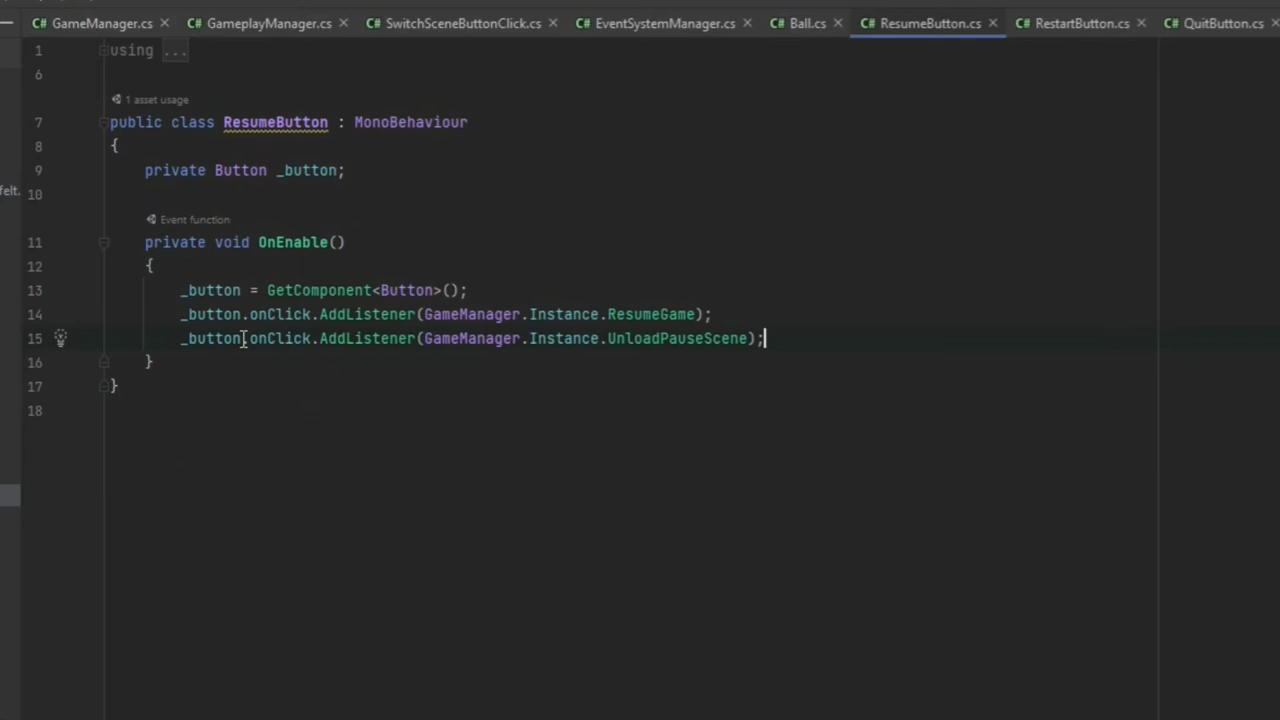 C# GameManager.cs × C# GameplayManager.cs × C# SwitchSceneButtonClick.cs × C# EventSystemManager.cs × C# Ball.cs × C# ResumeButton.cs × C# RestartButton.cs × C# QuitButton.cs ×
1 using ...
6
1 asset usage
7 public class ResumeButton : MonoBehaviour
8 {
9 private Button _button;
felt.
10
Event function
11 private void OnEnable()
12 {
13 _button = GetComponent<Button>();
14 _button.onClick.AddListener(GameManager.Instance.ResumeGame);
15 _button.onClick.AddListener(GameManager.Instance.UnloadPauseScene);
16 }
17 }
18